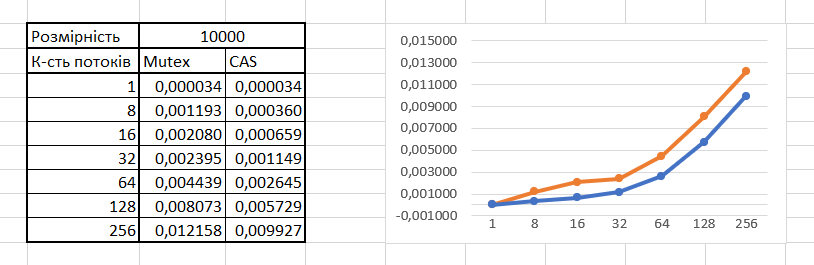 Розмірність 10000
К-сть потоків Mutex CAS
1 0,000034 0,000034
8 0,001193 0,000360
16 0,002080 0,000659
32 0,002395 0,001149
64 0,004439 0,002645
128 0,008073 0,005729
256 0,012158 0,009927
0,015000
0,013000
0,011000
0,009000
0,007000
0,005000
0,003000
0,001000
-0,001000
1 8 16 32 64 128 256